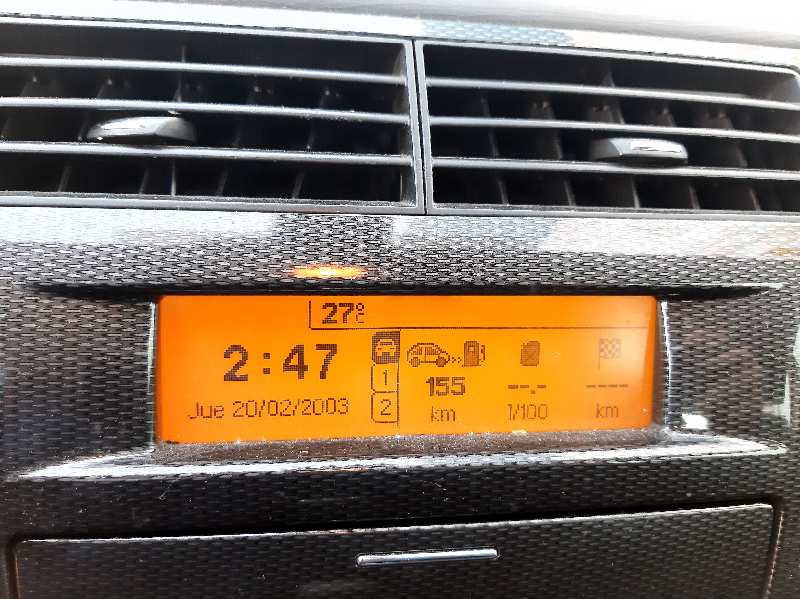 27°C
2:47
Jue 20/02/2003
1
2
155
km
--.-
l/100
----
km